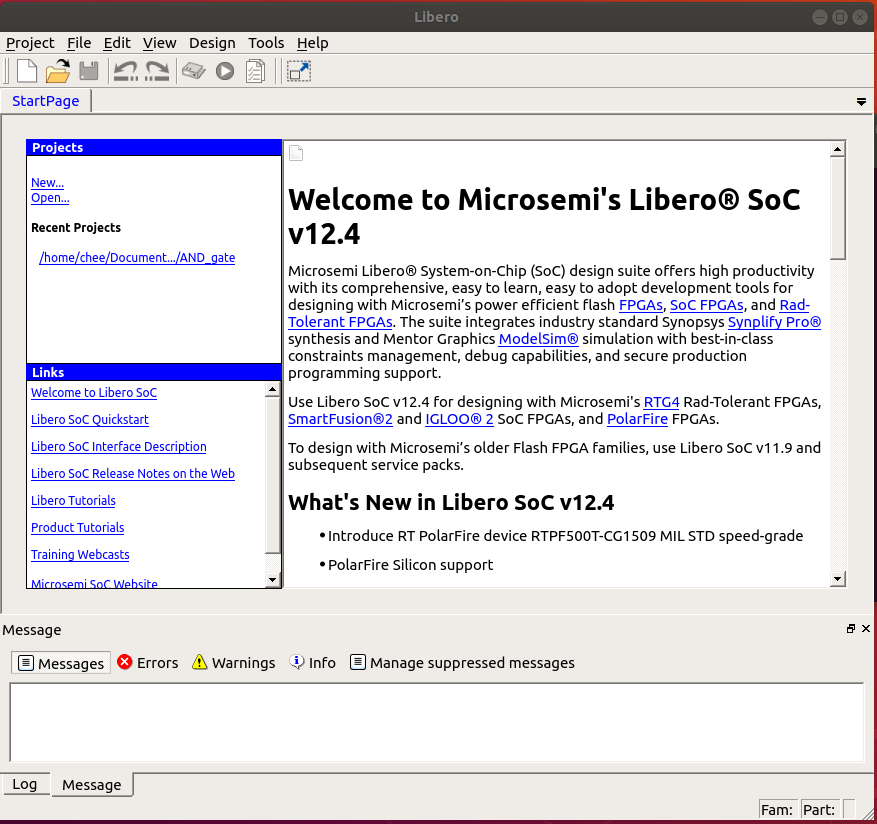 Libero
Project File Edit View Design Tools Help
StartPage
Projects
New...
Open...
Recent Projects
/home/chee/Document.../AND_gate
Links
Welcome to Libero SoC
Libero SoC Quickstart
Libero SoC Interface Description
Libero SoC Release Notes on the Web
Libero Tutorials
Product Tutorials
Training Webcasts
Microsemi SoC Website
Welcome to Microsemi's Libero® SoC
v12.4
Microsemi Libero® System-on-Chip (SoC) design suite offers high productivity
with its comprehensive, easy to learn, easy to adopt development tools for
designing with Microsemi’s power efficient flash FPGAs, SoC FPGAs, and Rad-
Tolerant FPGAs. The suite integrates industry standard Synopsys Synplify Pro®
synthesis and Mentor Graphics ModelSim® simulation with best-in-class
constraints management, debug capabilities, and secure production
programming support.
Use Libero SoC v12.4 for designing with Microsemi's RTG4 Rad-Tolerant FPGAs,
SmartFusion®2 and IGLOO® 2 SoC FPGAs, and PolarFire FPGAs.
To design with Microsemi’s older Flash FPGA families, use Libero SoC v11.9 and
subsequent service packs.
What's New in Libero SoC v12.4
•Introduce RT PolarFire device RTPF500T-CG1509 MIL STD speed-grade
•PolarFire Silicon support
Message
Messages Errors Warnings Info Manage suppressed messages
Log Message
Fam: Part: